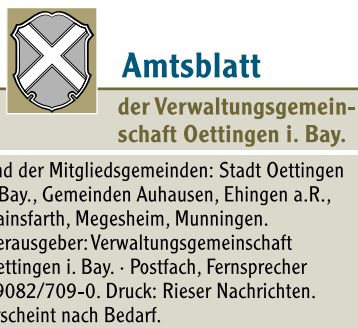 Amtsblatt
der Verwaltungsgemein-
schaft Oettingen i. Bay.
nd der Mitgliedsgemeinden: Stadt Oettingen
Bay., Gemeinden Auhausen, Ehingen a.R.,
ainsfarth, Megesheim, Munningen.
erausgeber: Verwaltungsgemeinschaft
ettingen i. Bay. · Postfach, Fernsprecher
9082/709-0. Druck: Rieser Nachrichten.
rscheint nach Bedarf.